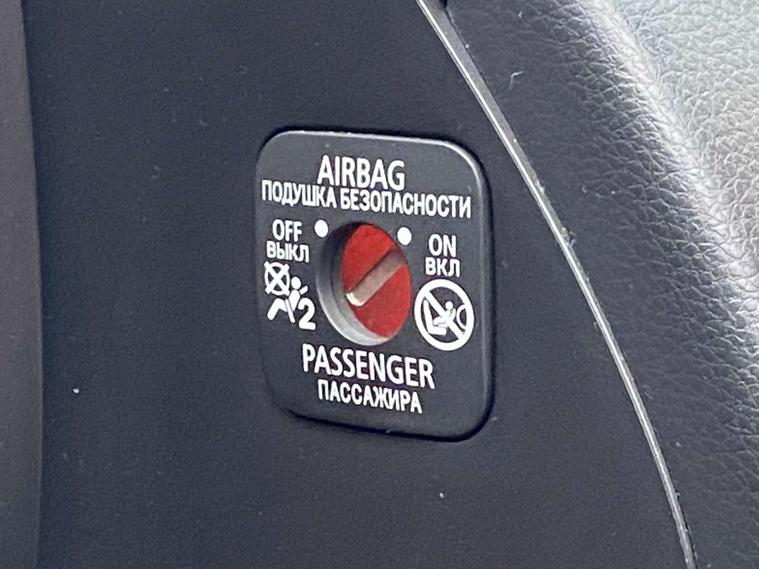 AIRBAG
ПОДУШКА БЕЗОПАСНОСТИ
OFF
ВЫКЛ
ON
ВКЛ
2
PASSENGER
ПАССАЖИРА